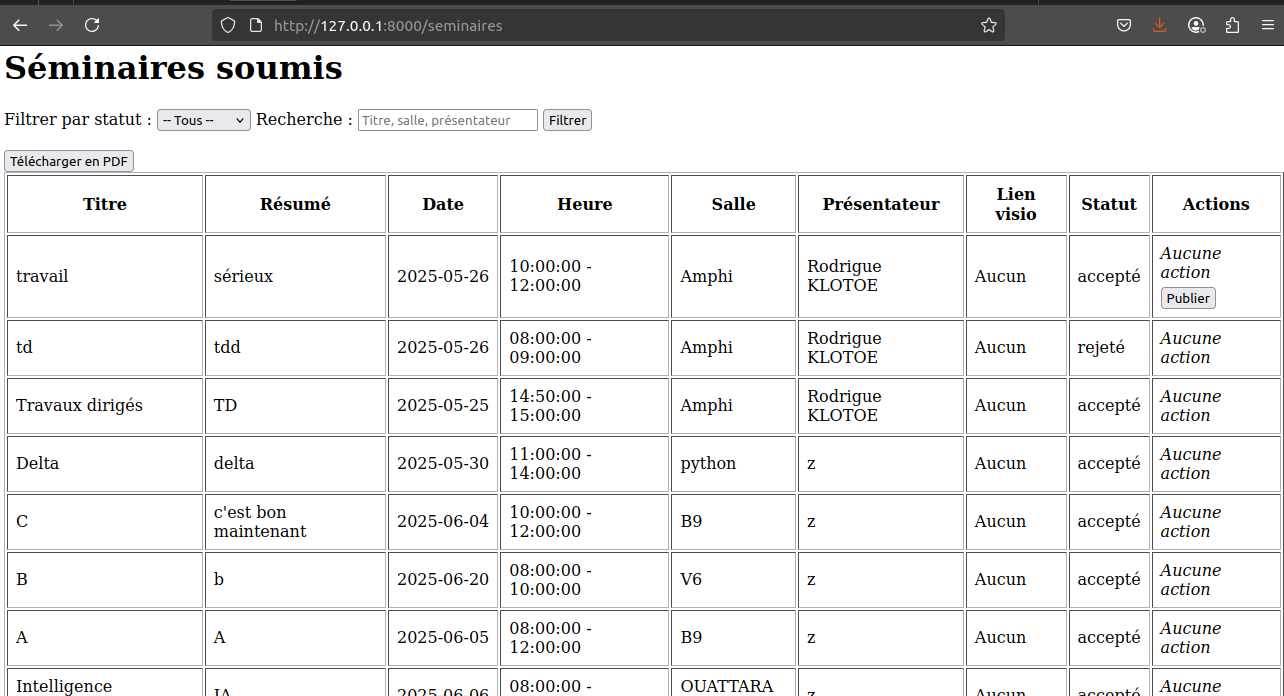 http://127.0.0.1:8000/seminaires
Séminaires soumis
Filtrer par statut : -- Tous -- Recherche : Titre, salle, présentateur Filtrer
Télécharger en PDF
Titre Résumé Date Heure Salle Présentateur Lien visio Statut Actions
travail sérieux 2025-05-26 10:00:00 - 12:00:00 Amphi Rodrigue KLOTOE Aucun accepté Aucune action Publier
td tdd 2025-05-26 08:00:00 - 09:00:00 Amphi Rodrigue KLOTOE Aucun rejeté Aucune action
Travaux dirigés TD 2025-05-25 14:50:00 - 15:00:00 Amphi Rodrigue KLOTOE Aucun accepté Aucune action
Delta delta 2025-05-30 11:00:00 - 14:00:00 python z Aucun accepté Aucune action
C c'est bon maintenant 2025-06-04 10:00:00 - 12:00:00 B9 z Aucun accepté Aucune action
B b 2025-06-20 08:00:00 - 10:00:00 V6 z Aucun accepté Aucune action
A A 2025-06-05 08:00:00 - 12:00:00 B9 z Aucun accepté Aucune action
Intelligence IA 2025-06-06 08:00:00 - OUATTARA z Aucun accepté Aucune